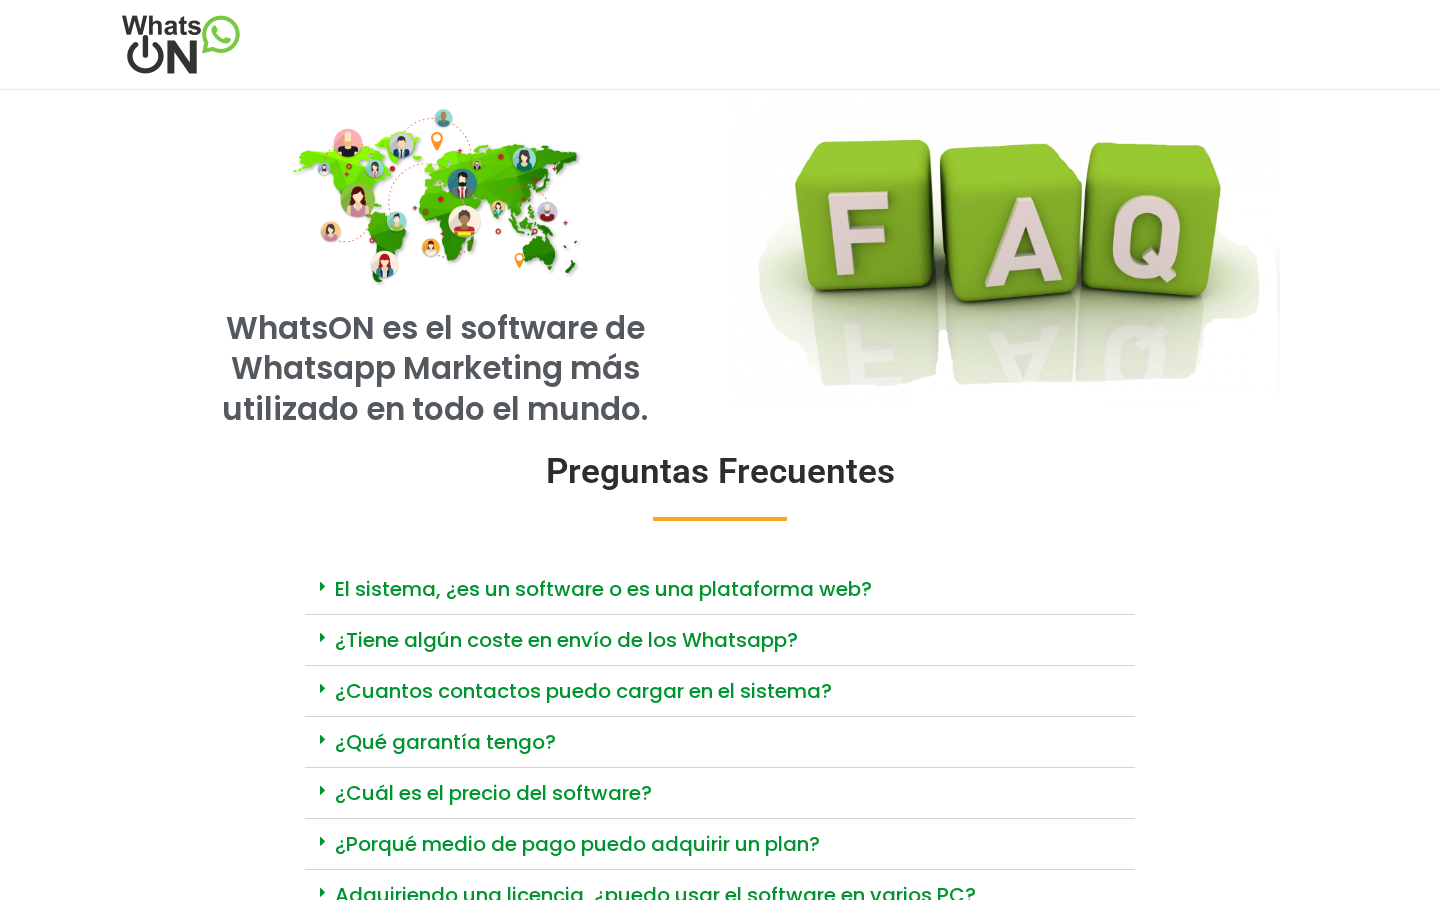 Whats
ON
FAQ
WhatsON es el software de
Whatsapp Marketing más
utilizado en todo el mundo.
Preguntas Frecuentes
El sistema, ¿es un software o es una plataforma web?
¿Tiene algún coste en envío de los Whatsapp?
¿Cuantos contactos puedo cargar en el sistema?
¿Qué garantía tengo?
¿Cuál es el precio del software?
¿Porqué medio de pago puedo adquirir un plan?
Adquiriendo una licencia, ¿puedo usar el software en varios PC?